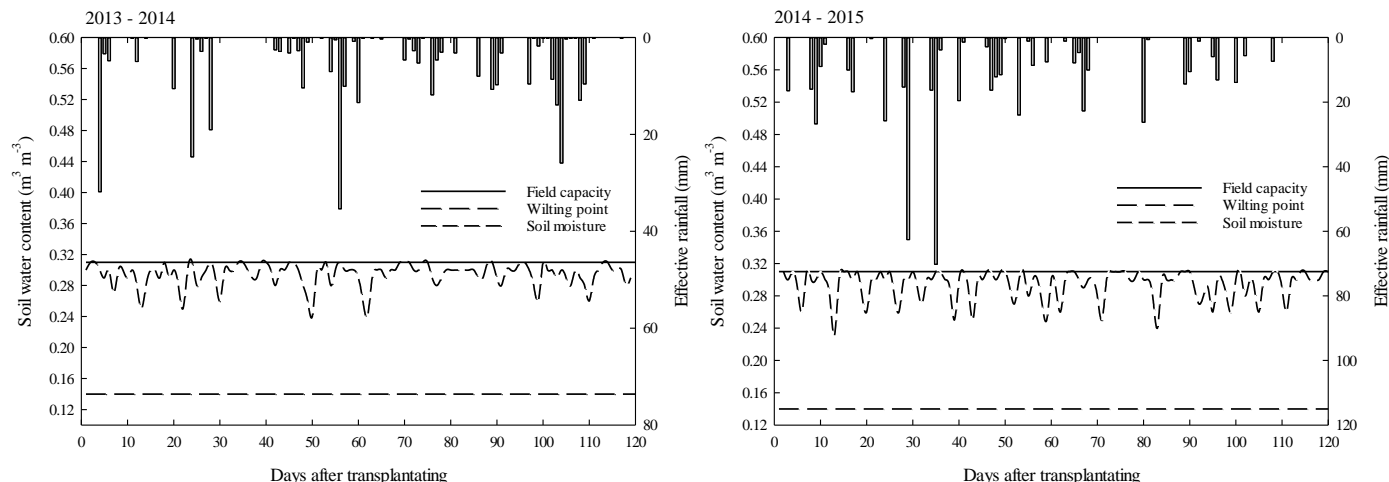 2013 - 2014
0.60
0.56
0.52
0.48
0.44
0.40
0.36
0.32
0.28
0.24
0.20
0.16
0.12
Soil water content (m³ m⁻³)
0
20
40
60
80
Effective rainfall (mm)
Field capacity
Wilting point
Soil moisture
0 10 20 30 40 50 60 70 80 90 100 110 120
Days after transplantating
2014 - 2015
0.60
0.56
0.52
0.48
0.44
0.40
0.36
0.31
0.28
0.24
0.20
0.16
0.12
Soil water content (m³ m⁻³)
0
20
40
60
80
100
120
Effective rainfall (mm)
Field capacity
Wilting point
Soil moisture
0 10 20 30 40 50 60 70 80 90 100 110 120
Days after transplantating